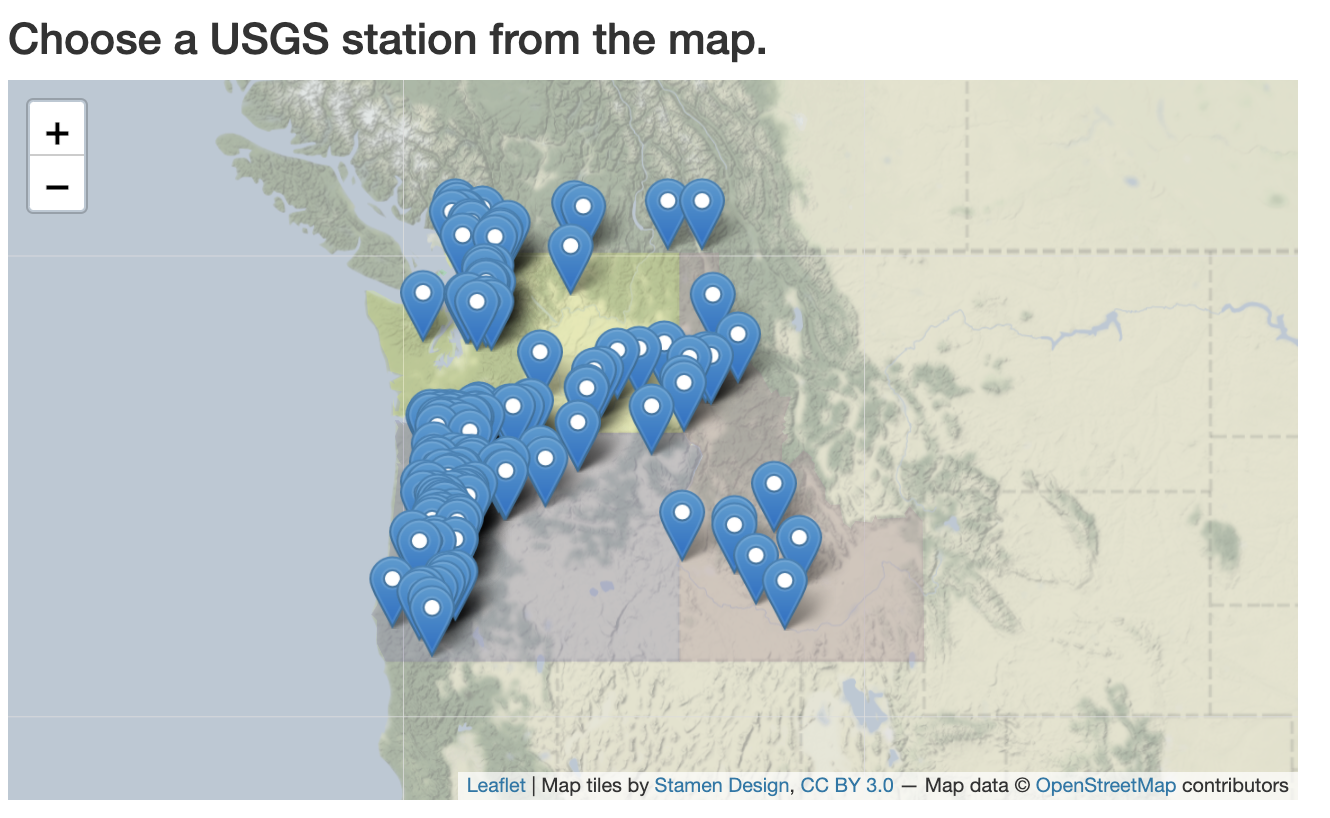 Choose a USGS station from the map.
+
−
Leaflet | Map tiles by Stamen Design, CC BY 3.0 — Map data © OpenStreetMap contributors